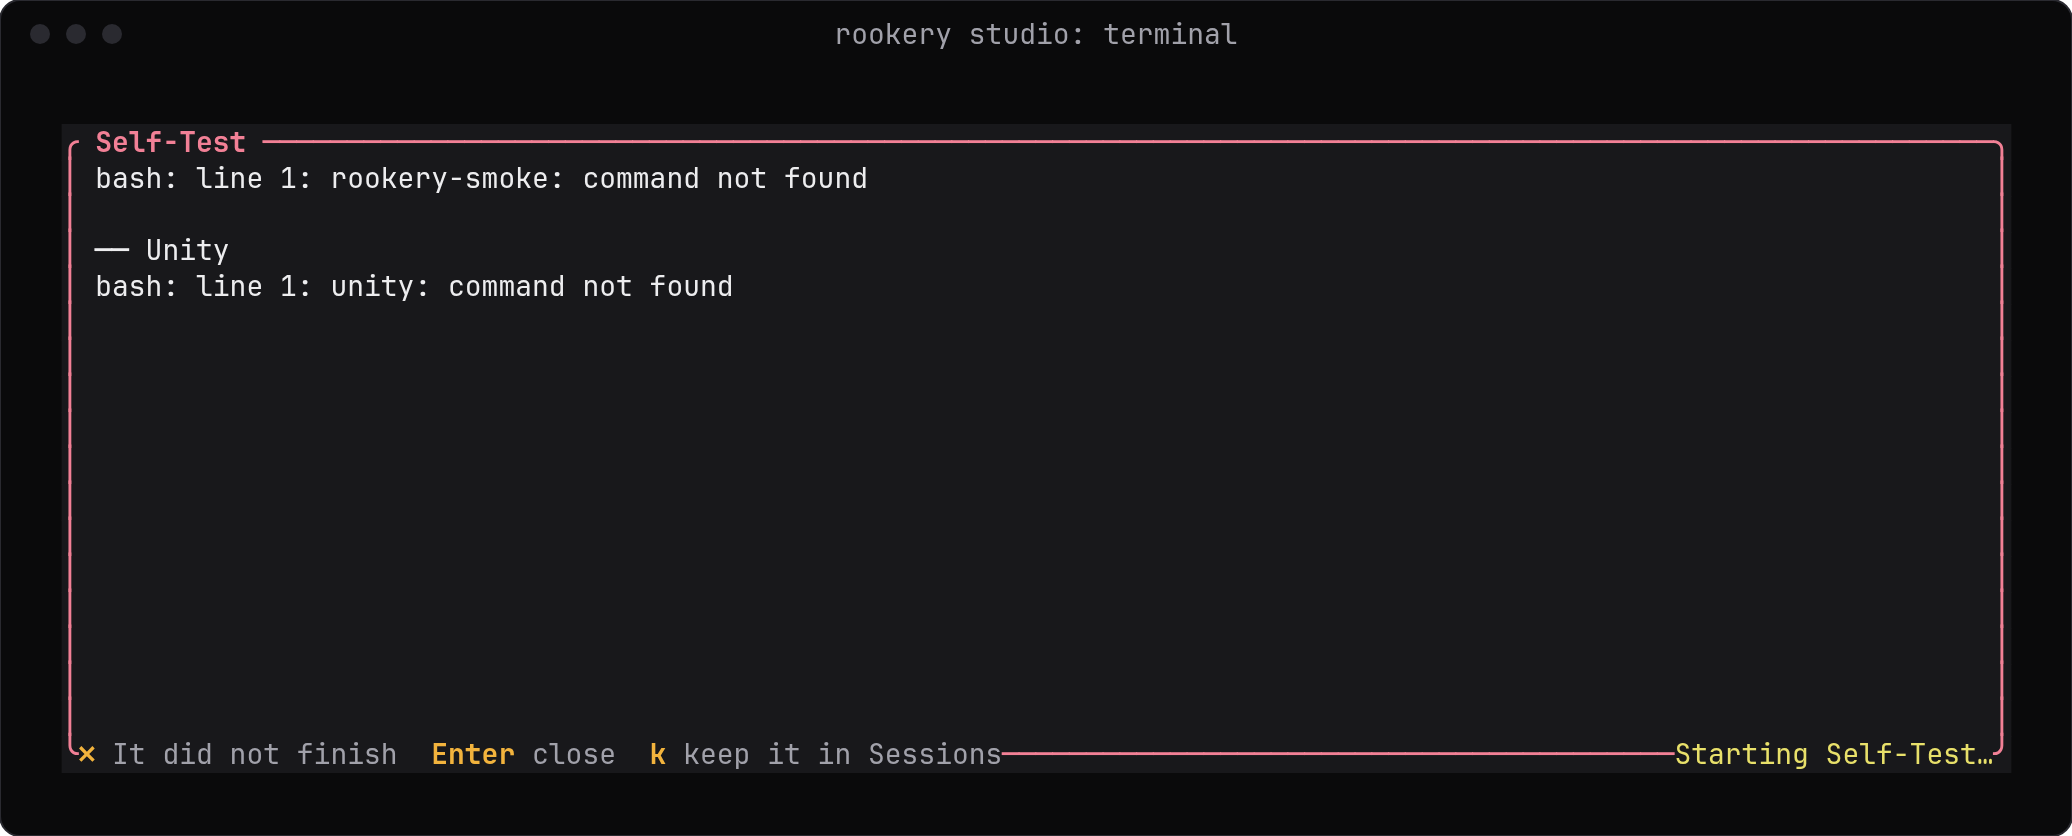 rookery studio: terminal
Self-Test
bash: line 1: rookery-smoke: command not found
── Unity
bash: line 1: unity: command not found
× It did not finish  Enter close  k keep it in Sessions Starting Self-Test…